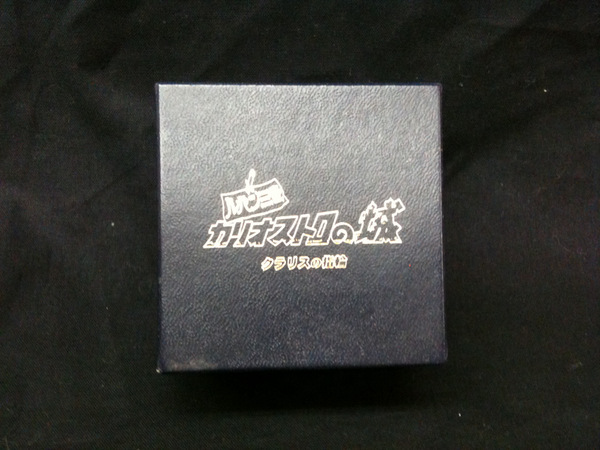 ルパン三世
カリオストロの城
クラリスの指輪